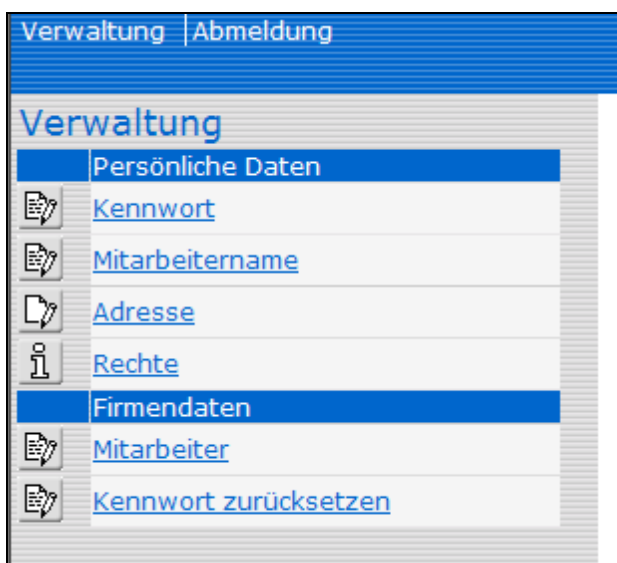 Verwaltung Abmeldung
Verwaltung
Persönliche Daten
Kennwort
Mitarbeitername
Adresse
Rechte
Firmendaten
Mitarbeiter
Kennwort zurücksetzen